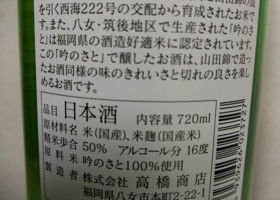 を引く西海222号の交配から育成されたお米で
す。また、八女・筑後地区で生産された「吟のさ
と」は福岡県の酒造好適米に認定されています。
この「吟のさと」で醸したお酒は、山田錦で造っ
たお酒同様の味のきれいさと切れの良さを楽し
めるお酒です。
品目 日本酒 内容量 720ml
原材料名 米(国産)、米麹(国産米)
精米歩合 50% アルコール分 16度
原料米 吟のさと100%使用
製造者 株式会社 高橋商店
福岡県八女市本町2-22-1